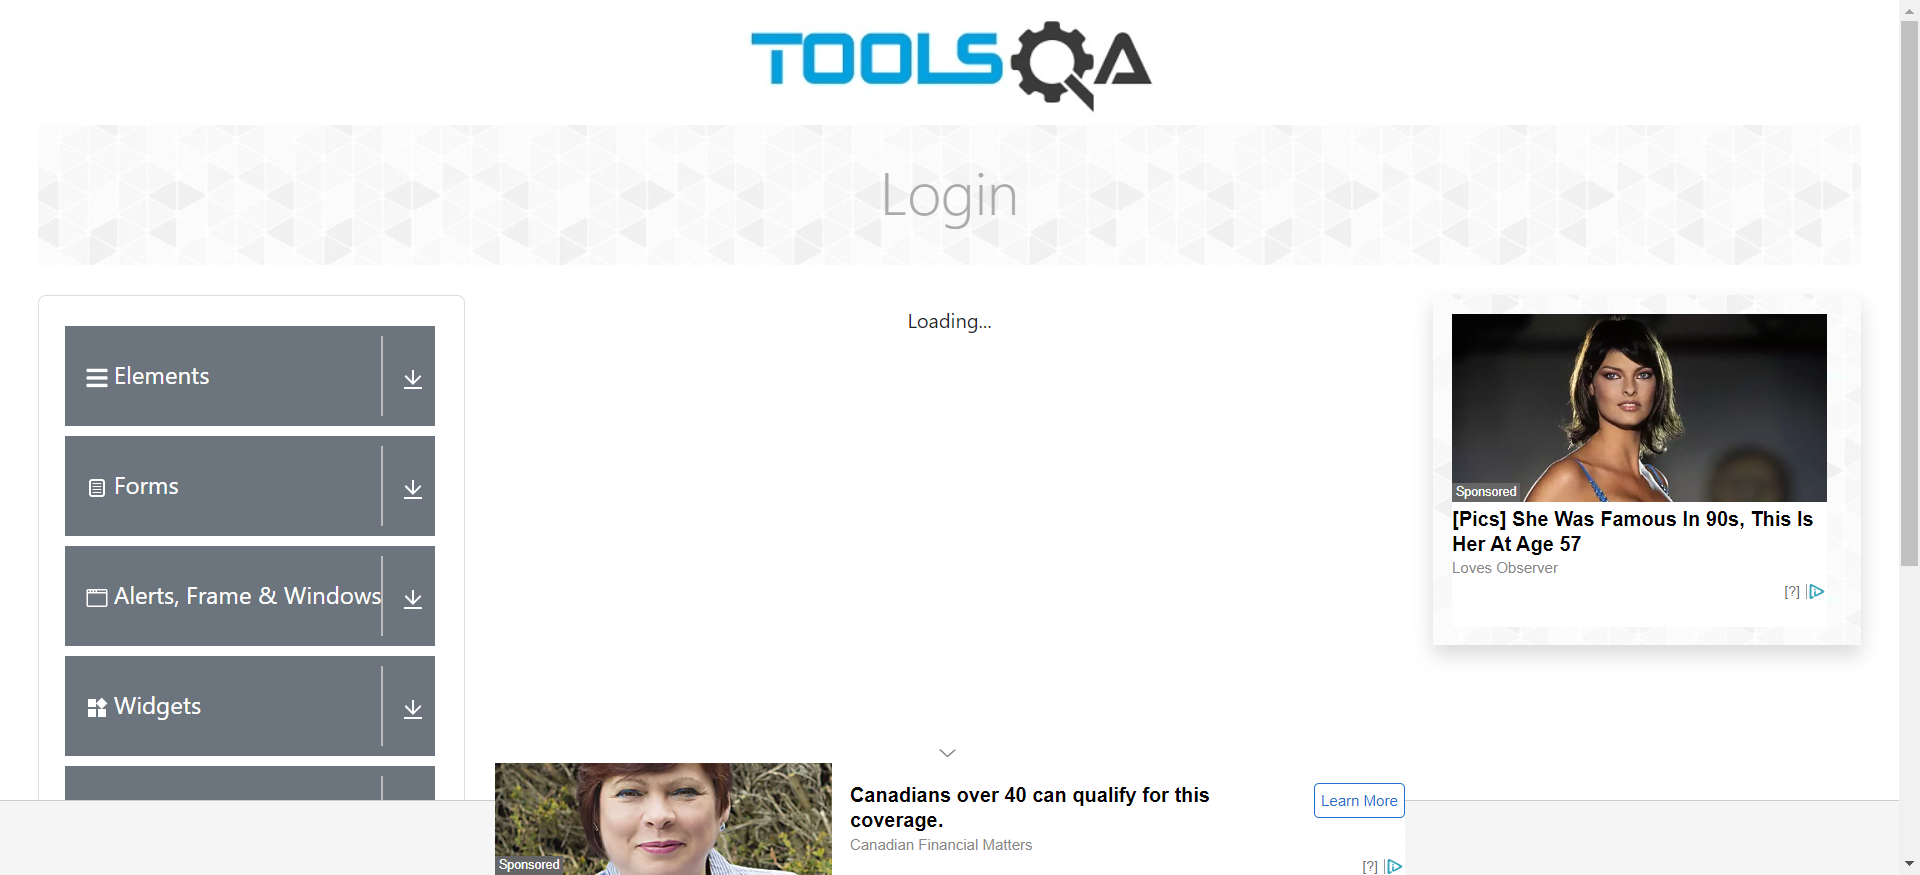 TOOLSQA
Login
Elements
Forms
Alerts, Frame & Windows
Widgets
Loading...
Sponsored
[Pics] She Was Famous In 90s, This Is
Her At Age 57
Loves Observer
[?]
Sponsored
Canadians over 40 can qualify for this
coverage.
Canadian Financial Matters
Learn More
[?]